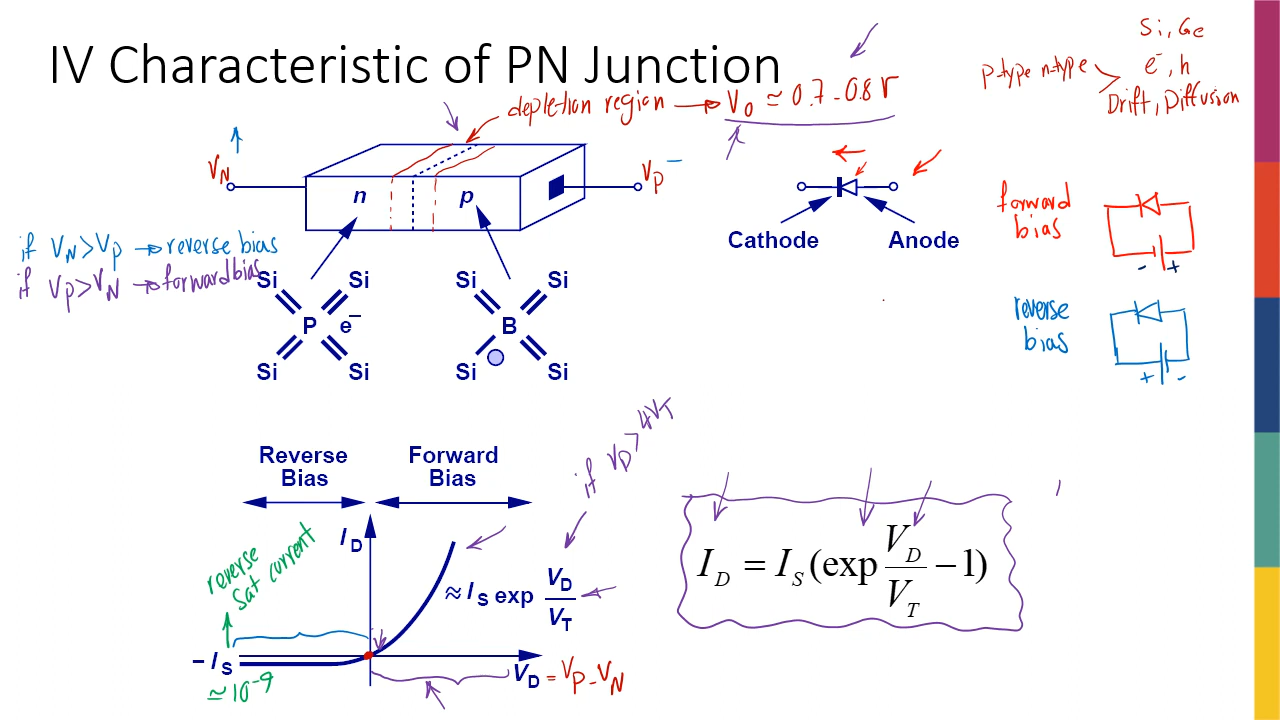 IV Characteristic of PN Junction
Si, Ge
p-type n-type
e⁻, h
Drift, Diffusion
depletion region → V₀ ≃ 0.7 - 0.8 V
V_N
V_P⁻
n
p
Cathode
Anode
forward bias
- +
reverse bias
+ -
if V_N > V_P → reverse bias
if V_P > V_N → forward bias
Si Si
P e⁻
Si Si
Si Si
B
Si Si
if V_D > 4V_T
Reverse Bias
Forward Bias
I_D
reverse Sat current
≈ I_S exp V_D / V_T
I_D = I_S (exp V_D / V_T − 1)
− I_S
≃ 10⁻⁹
V_D = V_P - V_N